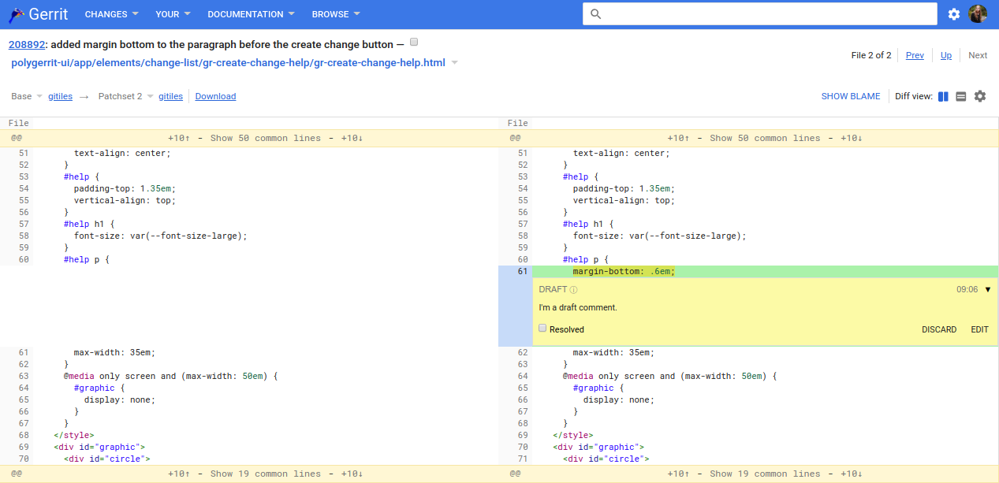 Gerrit CHANGES YOUR DOCUMENTATION BROWSE
208892: added margin bottom to the paragraph before the create change button —
polygerrit-ui/app/elements/change-list/gr-create-change-help/gr-create-change-help.html
File 2 of 2 Prev Up Next
Base gitiles → Patchset 2 gitiles Download SHOW BLAME Diff view:
File File
@@ +10↑ - Show 50 common lines - +10↓ @@ +10↑ - Show 50 common lines - +10↓
51 text-align: center; 51 text-align: center;
52 } 52 }
53 #help { 53 #help {
54 padding-top: 1.35em; 54 padding-top: 1.35em;
55 vertical-align: top; 55 vertical-align: top;
56 } 56 }
57 #help h1 { 57 #help h1 {
58 font-size: var(--font-size-large); 58 font-size: var(--font-size-large);
59 } 59 }
60 #help p { 60 #help p {
61 margin-bottom: .6em;
DRAFT ⓘ 09:06 ▼
I'm a draft comment.
Resolved DISCARD EDIT
61 max-width: 35em; 62 max-width: 35em;
62 } 63 }
63 @media only screen and (max-width: 50em) { 64 @media only screen and (max-width: 50em) {
64 #graphic { 65 #graphic {
65 display: none; 66 display: none;
66 } 67 }
67 } 68 }
68 </style> 69 </style>
69 <div id="graphic"> 70 <div id="graphic">
70 <div id="circle"> 71 <div id="circle">
@@ +10↑ - Show 19 common lines - +10↓ @@ +10↑ - Show 19 common lines - +10↓